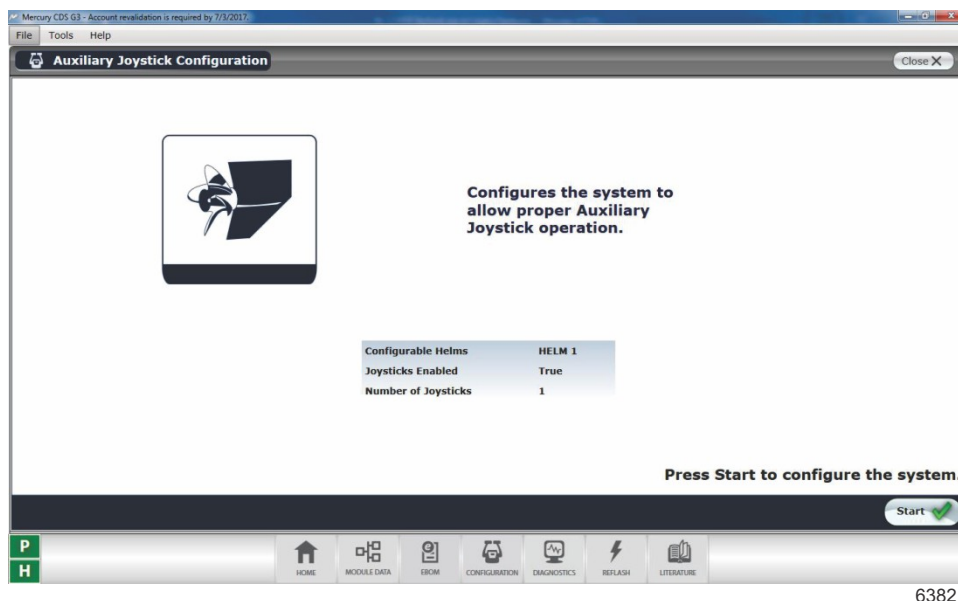 Mercury CDS G3 - Account revalidation is required by 7/3/2017.
File Tools Help
Auxiliary Joystick Configuration
Close X
Configures the system to
allow proper Auxiliary
Joystick operation.
Configurable Helms HELM 1
Joysticks Enabled True
Number of Joysticks 1
Press Start to configure the system.
Start
P
H
HOME MODULE DATA EBOM CONFIGURATION DIAGNOSTICS REFLASH LITERATURE
6382